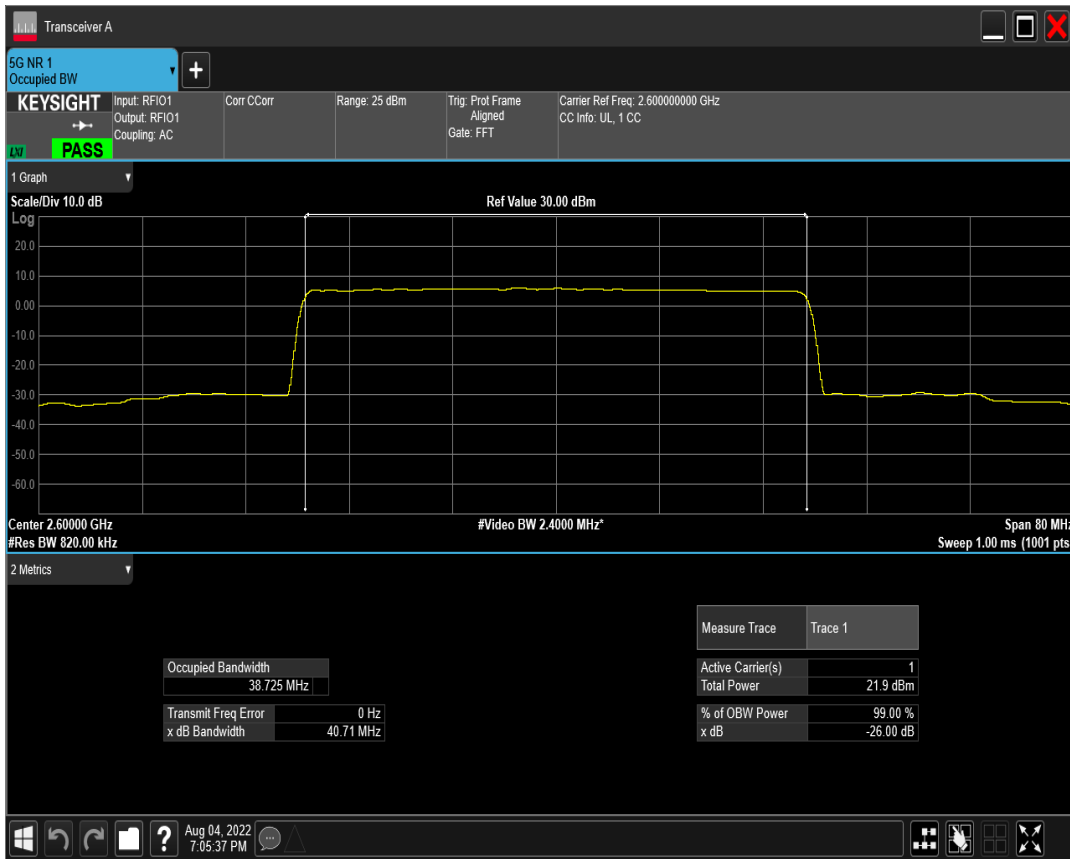 Transceiver A
5G NR 1
Occupied BW
KEYSIGHT
LXI
PASS
Input: RFIO1
Output: RFIO1
Coupling: AC
Corr CCorr
Range: 25 dBm
Trig: Prot Frame
Aligned
Gate: FFT
Carrier Ref Freq: 2.600000000 GHz
CC Info: UL, 1 CC
1 Graph
Scale/Div 10.0 dB
Ref Value 30.00 dBm
Log
20.0
10.0
0.00
-10.0
-20.0
-30.0
-40.0
-50.0
-60.0
Center 2.60000 GHz
#Video BW 2.4000 MHz*
Span 80 MHz
#Res BW 820.00 kHz
Sweep 1.00 ms (1001 pts
2 Metrics
Measure Trace Trace 1
Occupied Bandwidth
38.725 MHz
Active Carrier(s) 1
Total Power 21.9 dBm
Transmit Freq Error 0 Hz
x dB Bandwidth 40.71 MHz
% of OBW Power 99.00 %
x dB -26.00 dB
?
Aug 04, 2022
7:05:37 PM